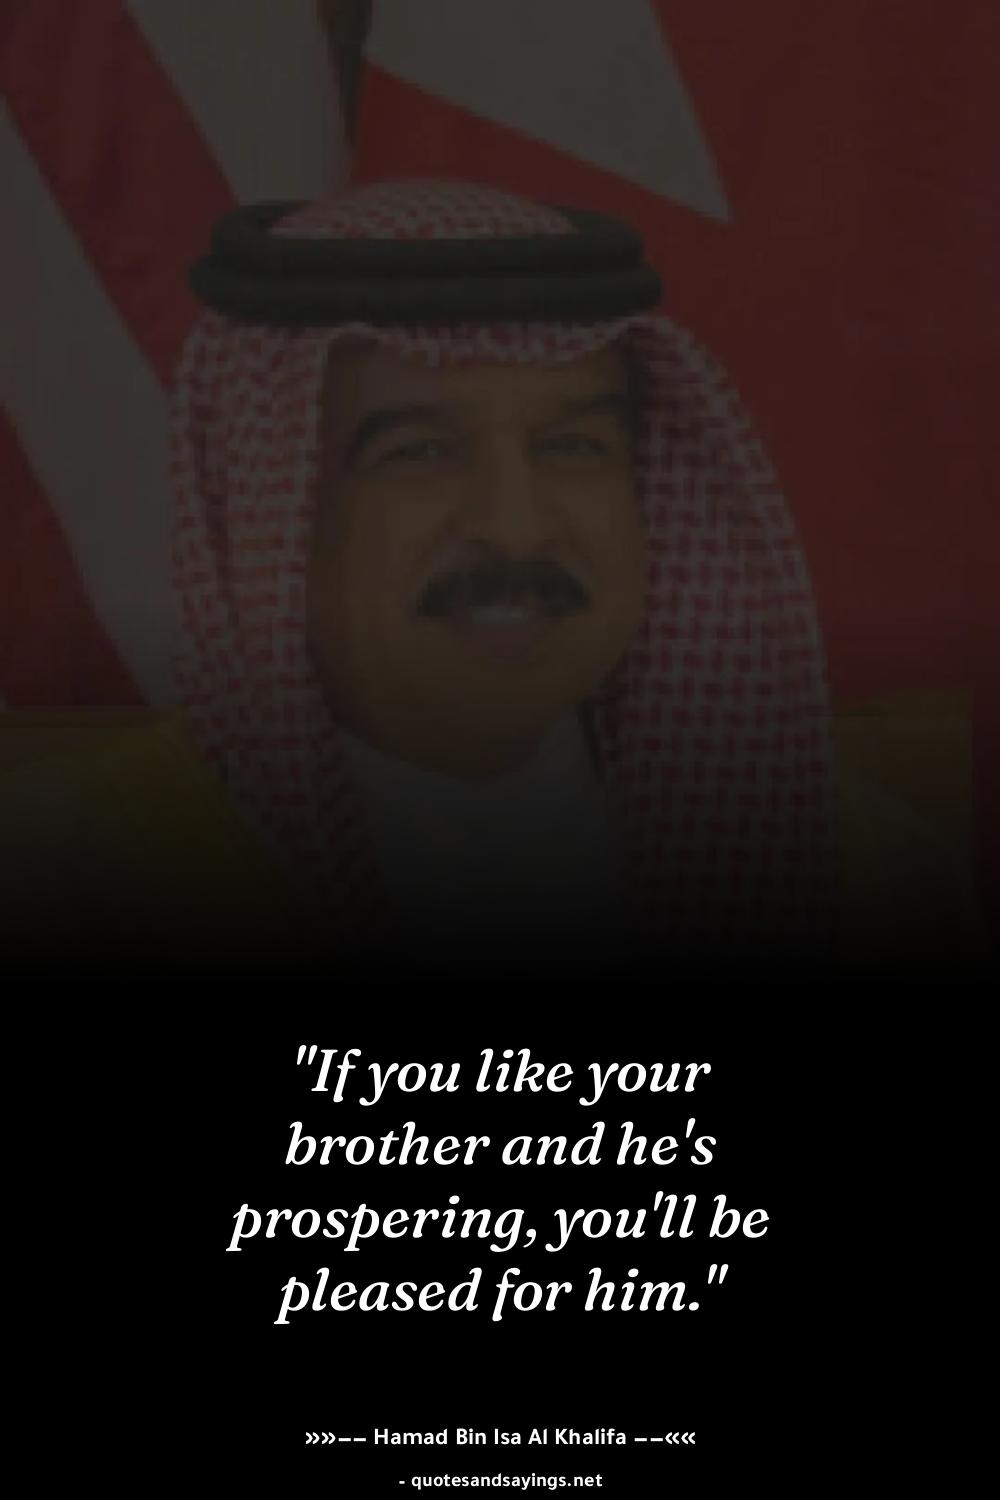 "If you like your
brother and he's
prospering, you'll be
pleased for him."
»»–– Hamad Bin Isa Al Khalifa ––««
- quotesandsayings.net